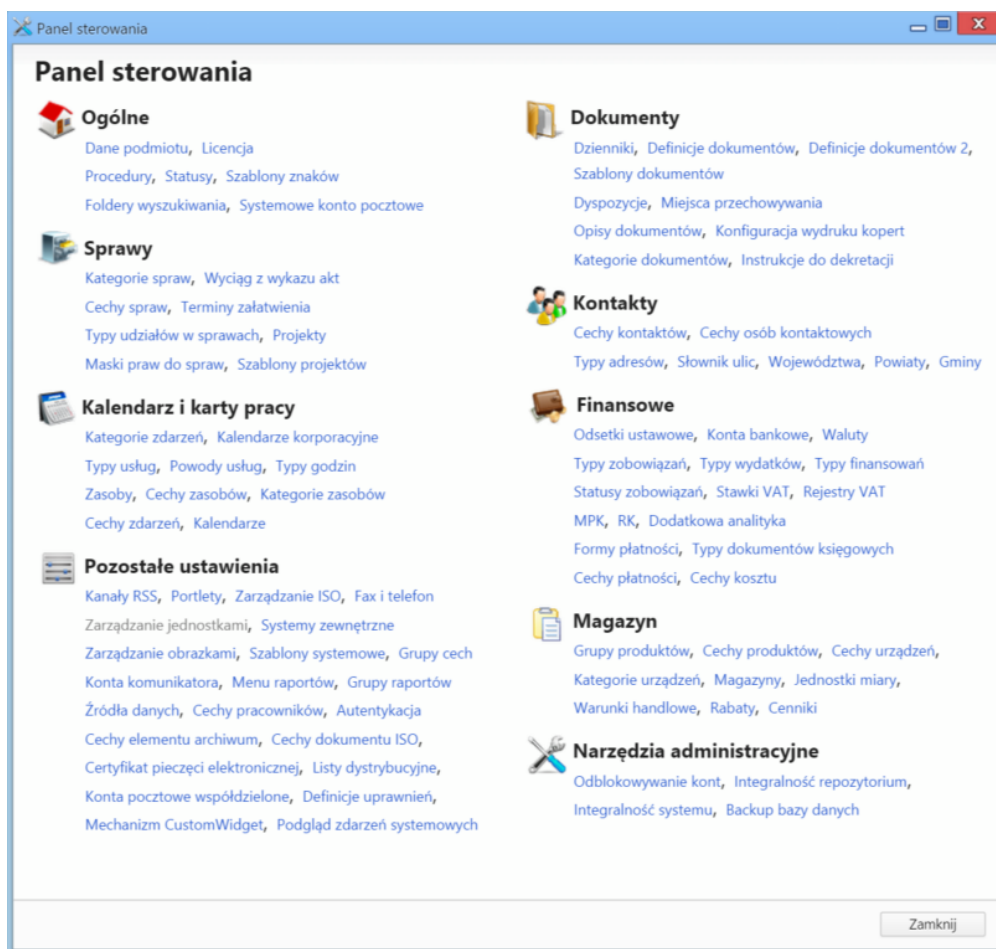 Panel sterowania
Panel sterowania
Ogólne
Dane podmiotu, Licencja
Procedury, Statusy, Szablony znaków
Foldery wyszukiwania, Systemowe konto pocztowe
Sprawy
Kategorie spraw, Wyciąg z wykazu akt
Cechy spraw, Terminy załatwienia
Typy udziałów w sprawach, Projekty
Maski praw do spraw, Szablony projektów
Kalendarz i karty pracy
Kategorie zdarzeń, Kalendarze korporacyjne
Typy usług, Powody usług, Typy godzin
Zasoby, Cechy zasobów, Kategorie zasobów
Cechy zdarzeń, Kalendarze
Pozostałe ustawienia
Kanały RSS, Portlety, Zarządzanie ISO, Fax i telefon
Zarządzanie jednostkami, Systemy zewnętrzne
Zarządzanie obrazkami, Szablony systemowe, Grupy cech
Konta komunikatora, Menu raportów, Grupy raportów
Źródła danych, Cechy pracowników, Autentykacja
Cechy elementu archiwum, Cechy dokumentu ISO,
Certyfikat pieczęci elektronicznej, Listy dystrybucyjne,
Konta pocztowe współdzielone, Definicje uprawnień,
Mechanizm CustomWidget, Podgląd zdarzeń systemowych
Dokumenty
Dzienniki, Definicje dokumentów, Definicje dokumentów 2,
Szablony dokumentów
Dyspozycje, Miejsca przechowywania
Opisy dokumentów, Konfiguracja wydruku kopert
Kategorie dokumentów, Instrukcje do dekretacji
Kontakty
Cechy kontaktów, Cechy osób kontaktowych
Typy adresów, Słownik ulic, Województwa, Powiaty, Gminy
Finansowe
Odsetki ustawowe, Konta bankowe, Waluty
Typy zobowiązań, Typy wydatków, Typy finansowań
Statusy zobowiązań, Stawki VAT, Rejestry VAT
MPK, RK, Dodatkowa analityka
Formy płatności, Typy dokumentów księgowych
Cechy płatności, Cechy kosztu
Magazyn
Grupy produktów, Cechy produktów, Cechy urządzeń,
Kategorie urządzeń, Magazyny, Jednostki miary,
Warunki handlowe, Rabaty, Cenniki
Narzędzia administracyjne
Odblokowywanie kont, Integralność repozytorium,
Integralność systemu, Backup bazy danych
Zamknij